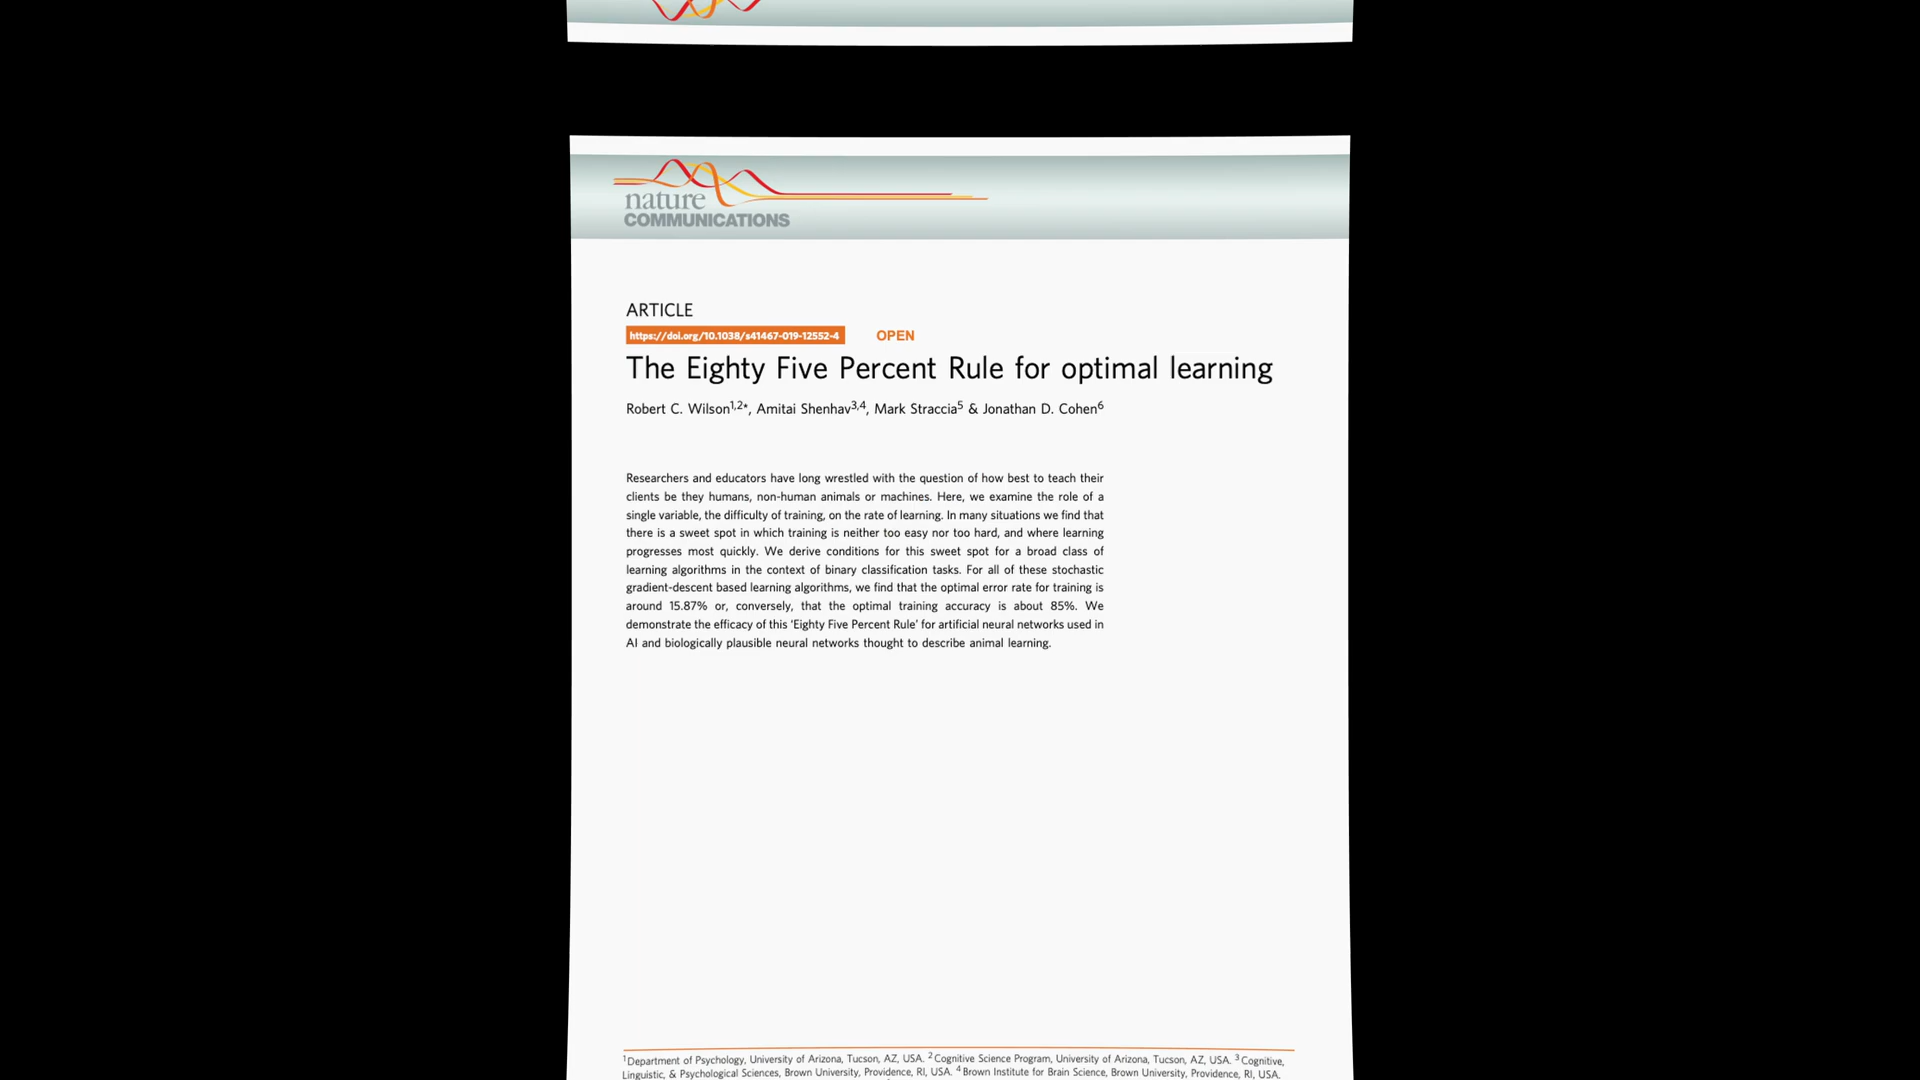 nature
COMMUNICATIONS
ARTICLE
https://doi.org/10.1038/s41467-019-12552-4 OPEN
The Eighty Five Percent Rule for optimal learning
Robert C. Wilson1,2*, Amitai Shenhav3,4, Mark Straccia5 & Jonathan D. Cohen6
Researchers and educators have long wrestled with the question of how best to teach their
clients be they humans, non-human animals or machines. Here, we examine the role of a
single variable, the difficulty of training, on the rate of learning. In many situations we find that
there is a sweet spot in which training is neither too easy nor too hard, and where learning
progresses most quickly. We derive conditions for this sweet spot for a broad class of
learning algorithms in the context of binary classification tasks. For all of these stochastic
gradient-descent based learning algorithms, we find that the optimal error rate for training is
around 15.87% or, conversely, that the optimal training accuracy is about 85%. We
demonstrate the efficacy of this ‘Eighty Five Percent Rule’ for artificial neural networks used in
AI and biologically plausible neural networks thought to describe animal learning.
1Department of Psychology, University of Arizona, Tucson, AZ, USA. 2Cognitive Science Program, University of Arizona, Tucson, AZ, USA. 3Cognitive,
Linguistic, & Psychological Sciences, Brown University, Providence, RI, USA. 4Brown Institute for Brain Science, Brown University, Providence, RI, USA.